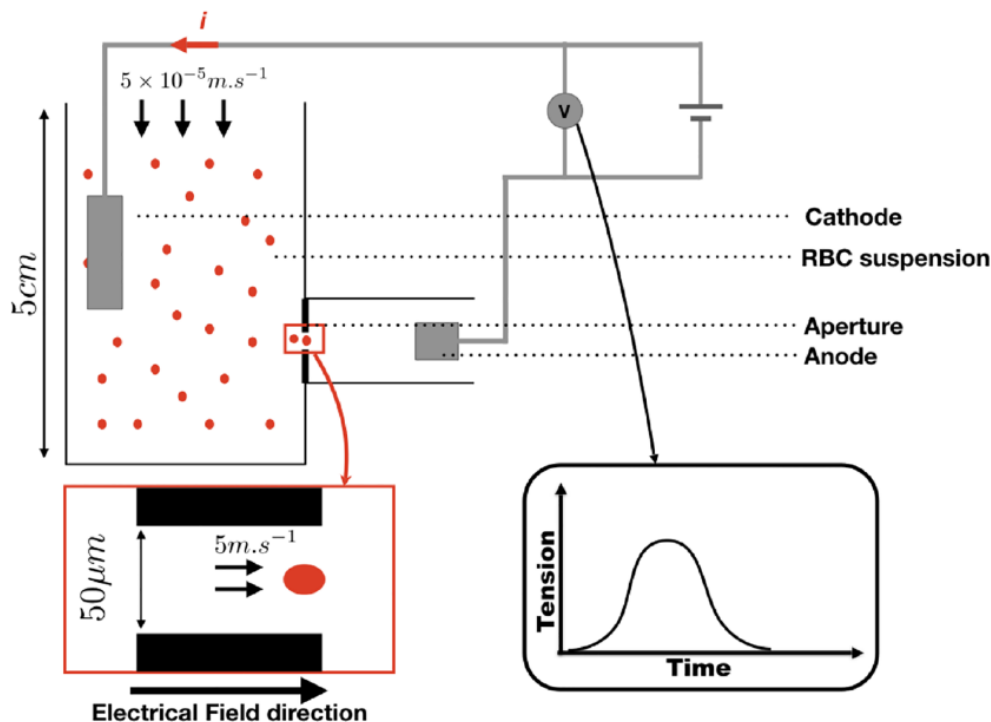 i
5 × 10⁻⁵m.s⁻¹
V
5cm
Cathode
RBC suspension
Aperture
Anode
50μm
5m.s⁻¹
Electrical Field direction
Tension
Time